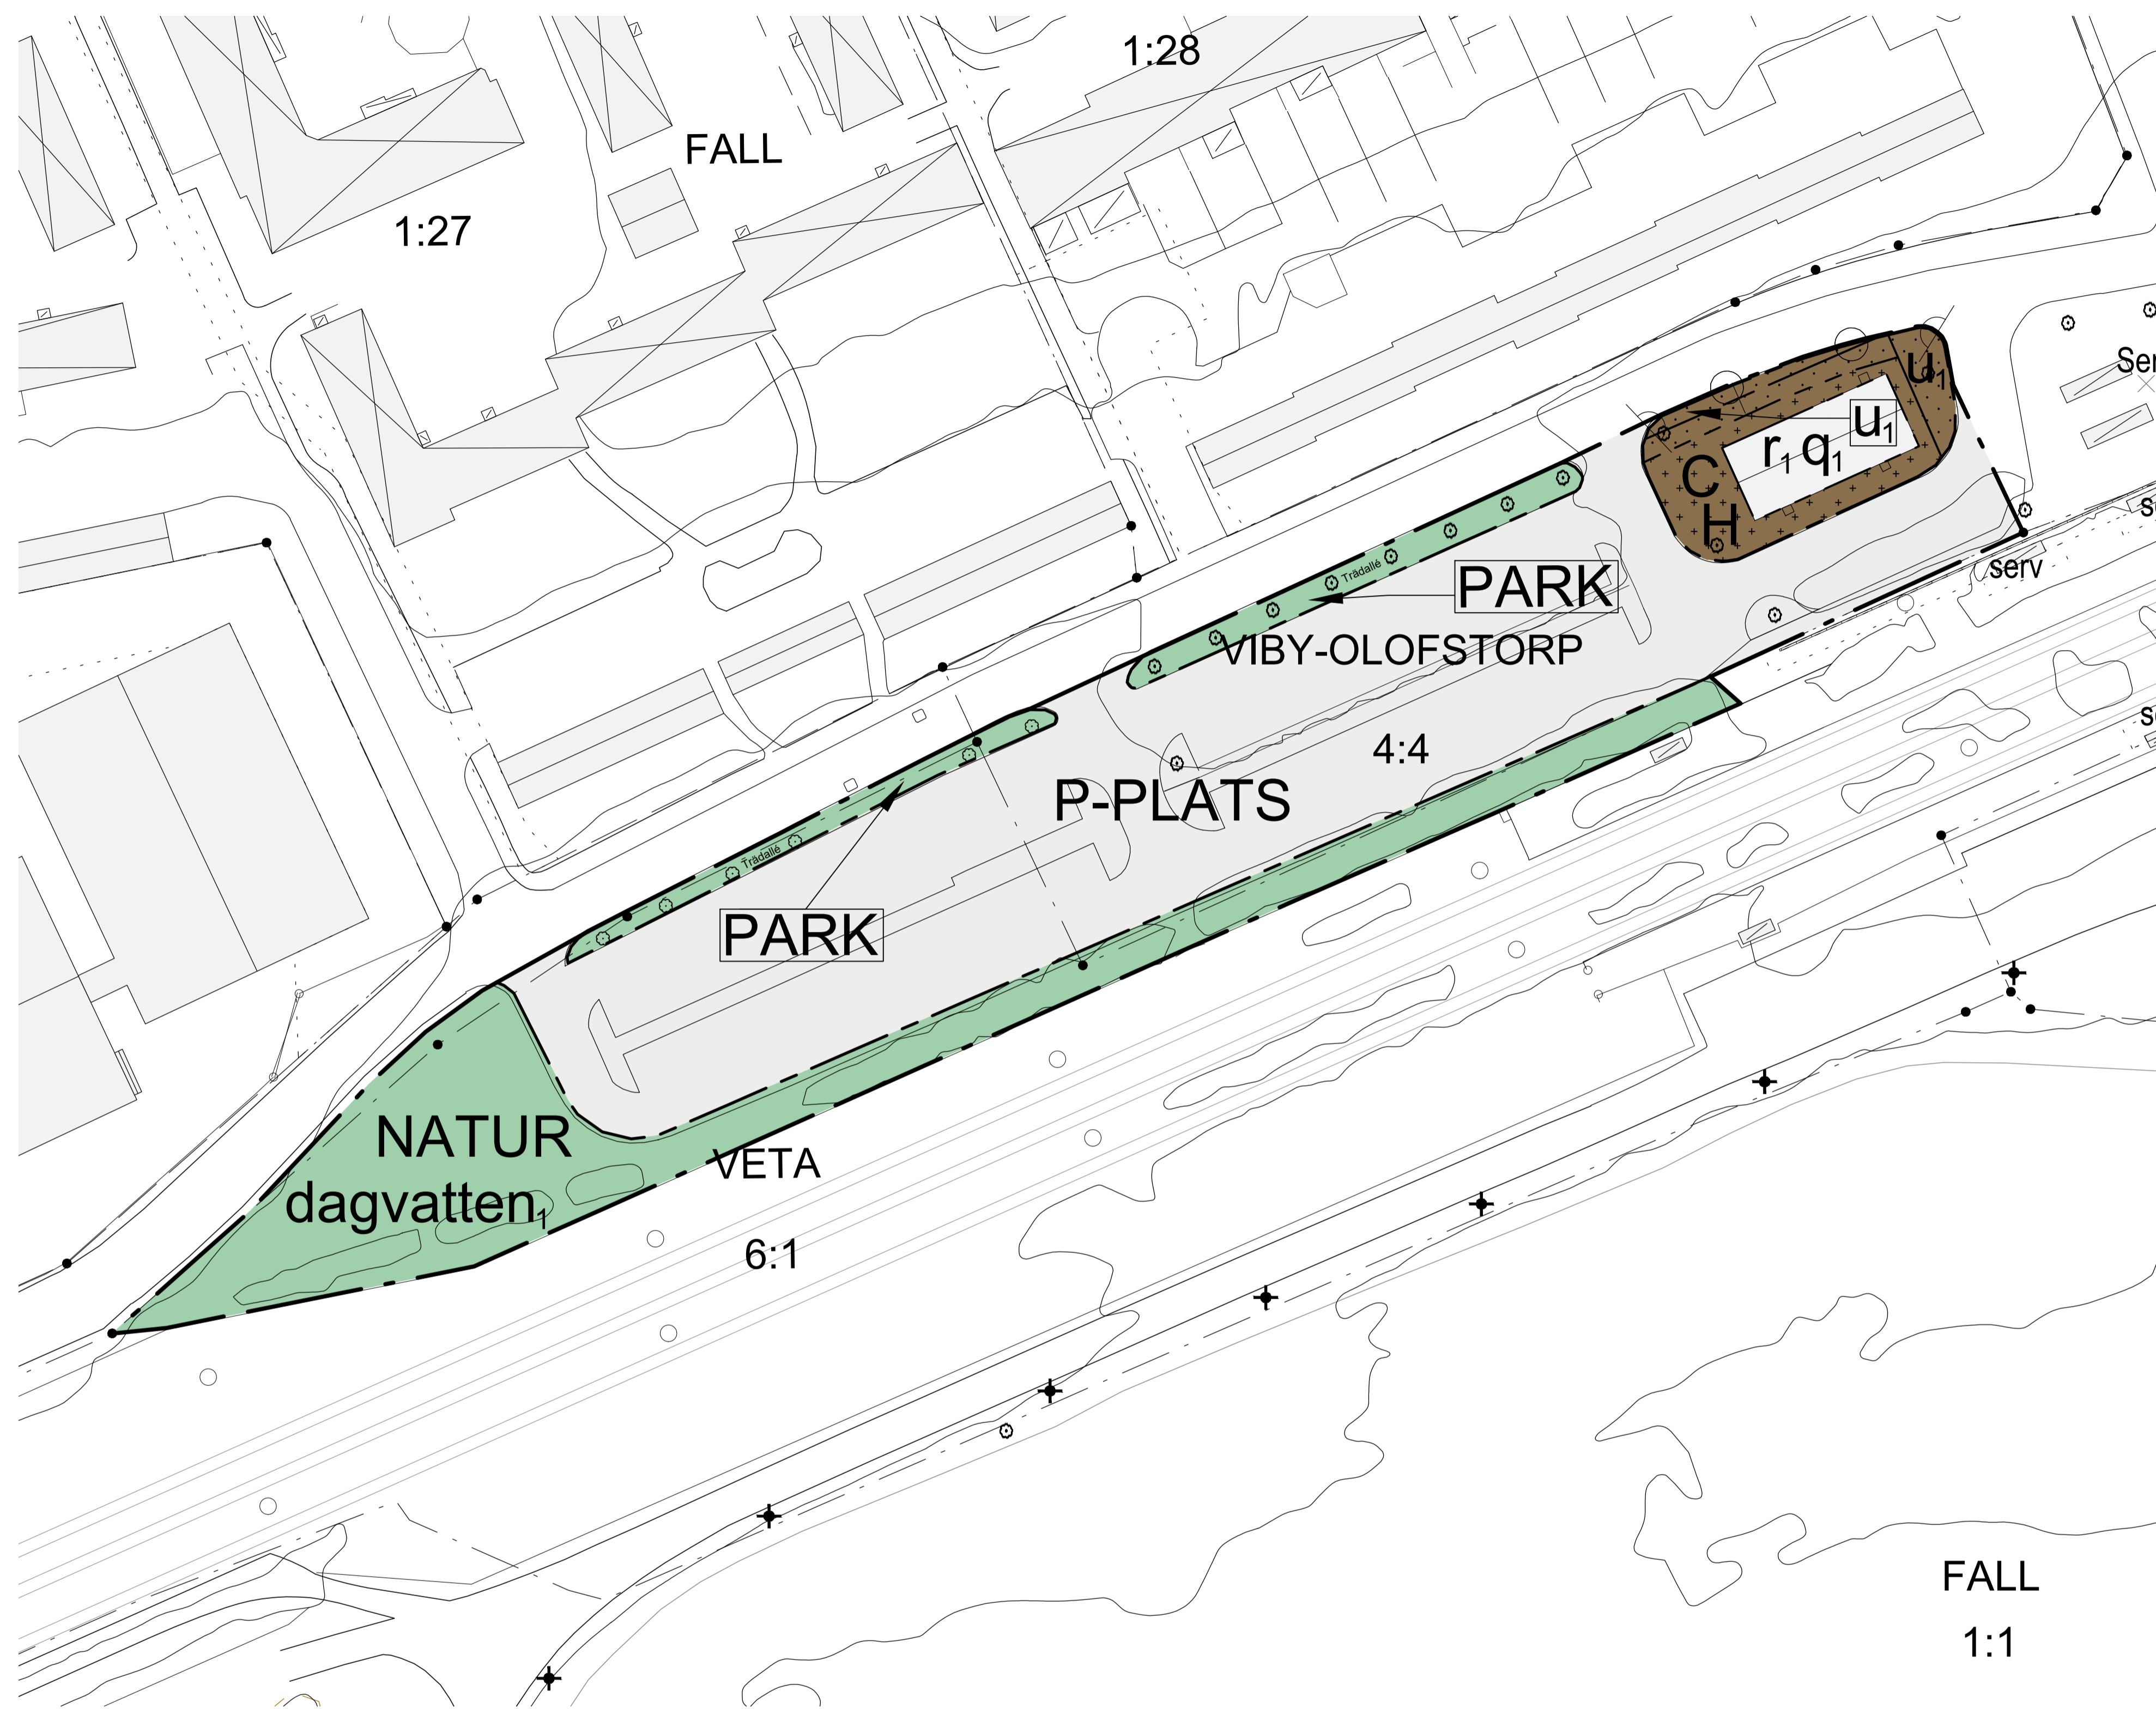 1:28
FALL
1:27
Ser
u1
u1
r1 q1
C
H
s
serv
PARK
Trädallé
VIBY-OLOFSTORP
s
4:4
P-PLATS
Trädallé
PARK
NATUR
dagvatten1
VETA
6:1
FALL
1:1